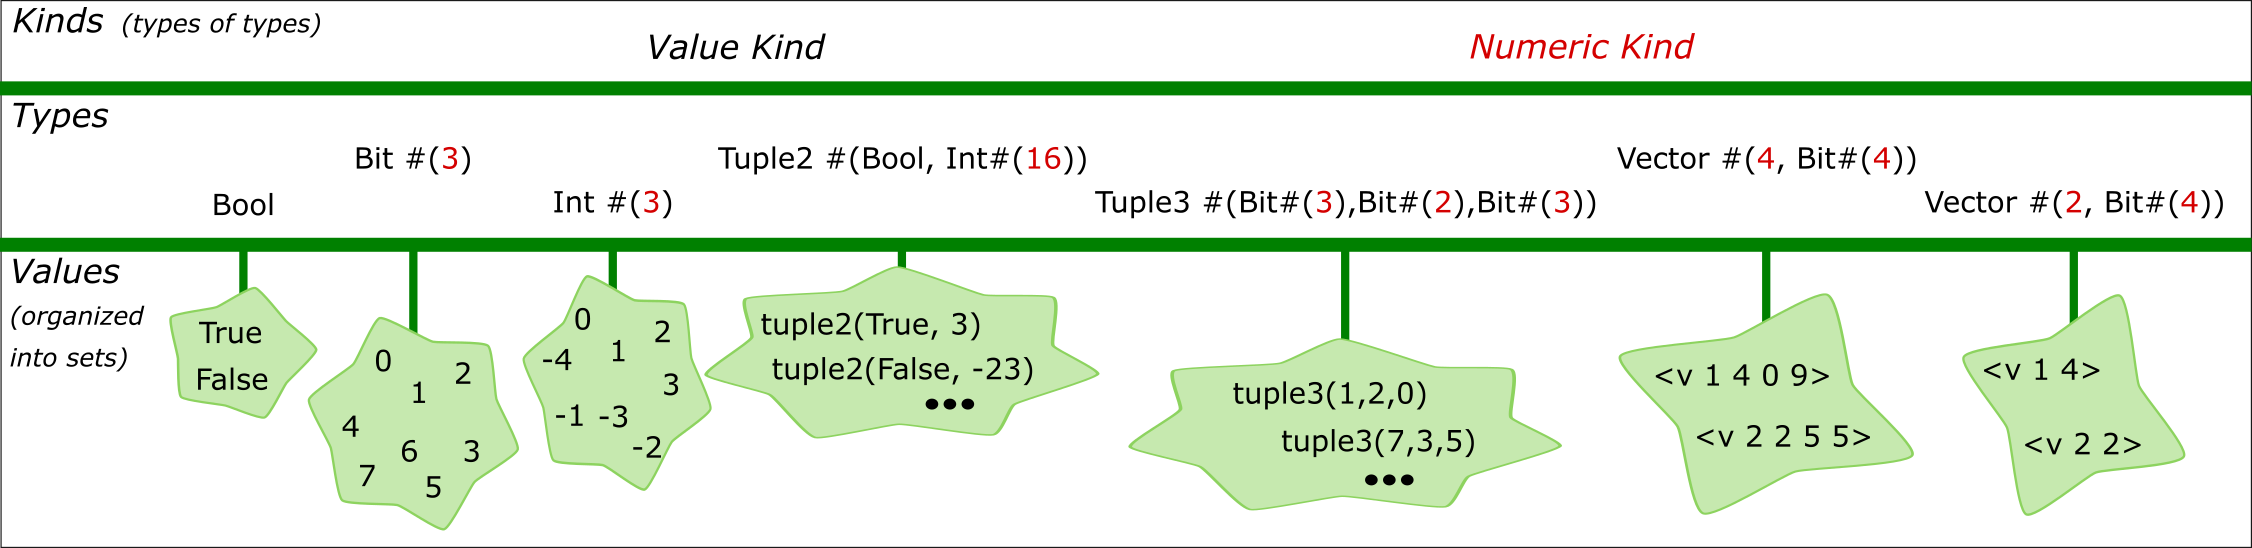 Kinds (types of types)
Value Kind
Numeric Kind
Types
Bit #(3)
Tuple2 #(Bool, Int#(16))
Vector #(4, Bit#(4))
Bool
Int #(3)
Tuple3 #(Bit#(3),Bit#(2),Bit#(3))
Vector #(2, Bit#(4))
Values
(organized
into sets)
True
False
0
2
1
4
6
3
7
5
0
2
1
-4
3
-1
-3
-2
tuple2(True, 3)
tuple2(False, -23)
●●●
tuple3(1,2,0)
tuple3(7,3,5)
●●●
<v 1 4 0 9>
<v 2 2 5 5>
<v 1 4>
<v 2 2>